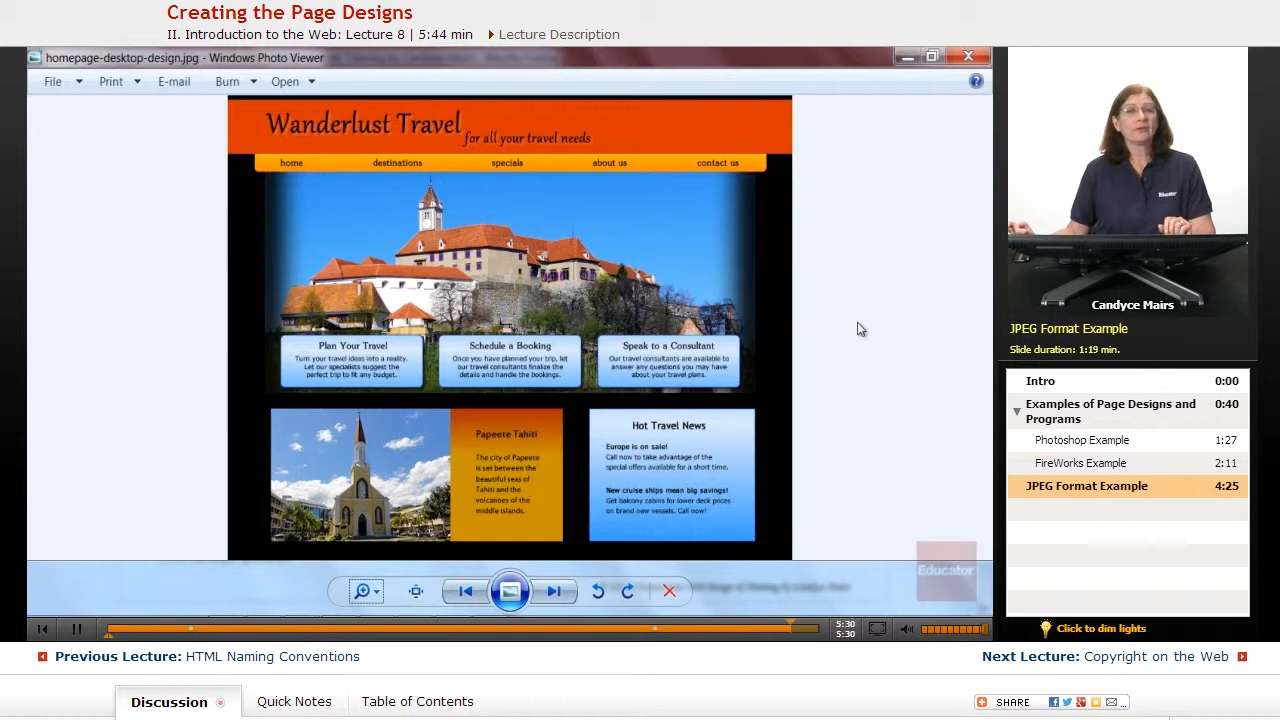 Creating the Page Designs
II. Introduction to the Web: Lecture 8 | 5:44 min
Lecture Description
homepage-desktop-design.jpg - Windows Photo Viewer
File Print E-mail Burn Open
Wanderlust Travel for all your travel needs
home destinations specials about us contact us
Plan Your Travel
Turn your travel ideas into a reality.
Let our specialists suggest the
perfect trip to fit any budget.
Schedule a Booking
Once you have planned your trip, let
our travel consultants finalize the
details and handle the bookings.
Speak to a Consultant
Our travel consultants are available to
answer any questions you may have
about your travel plans.
Papeete Tahiti
The city of Papeete
is set between the
beautiful seas of
Tahiti and the
volcanoes of the
middle islands.
Hot Travel News
Europe is on sale!
Call now to take advantage of the
special offers available for a short time.
New cruise ships mean big savings!
Get balcony cabins for lower deck prices
on brand new vessels. Call now!
Educator
5:30
5:30
Educator
Candyce Mairs
JPEG Format Example
Slide duration: 1:19 min.
Intro 0:00
Examples of Page Designs and 0:40
Programs
Photoshop Example 1:27
FireWorks Example 2:11
JPEG Format Example 4:25
Click to dim lights
Previous Lecture: HTML Naming Conventions
Next Lecture: Copyright on the Web
Discussion Quick Notes Table of Contents
SHARE